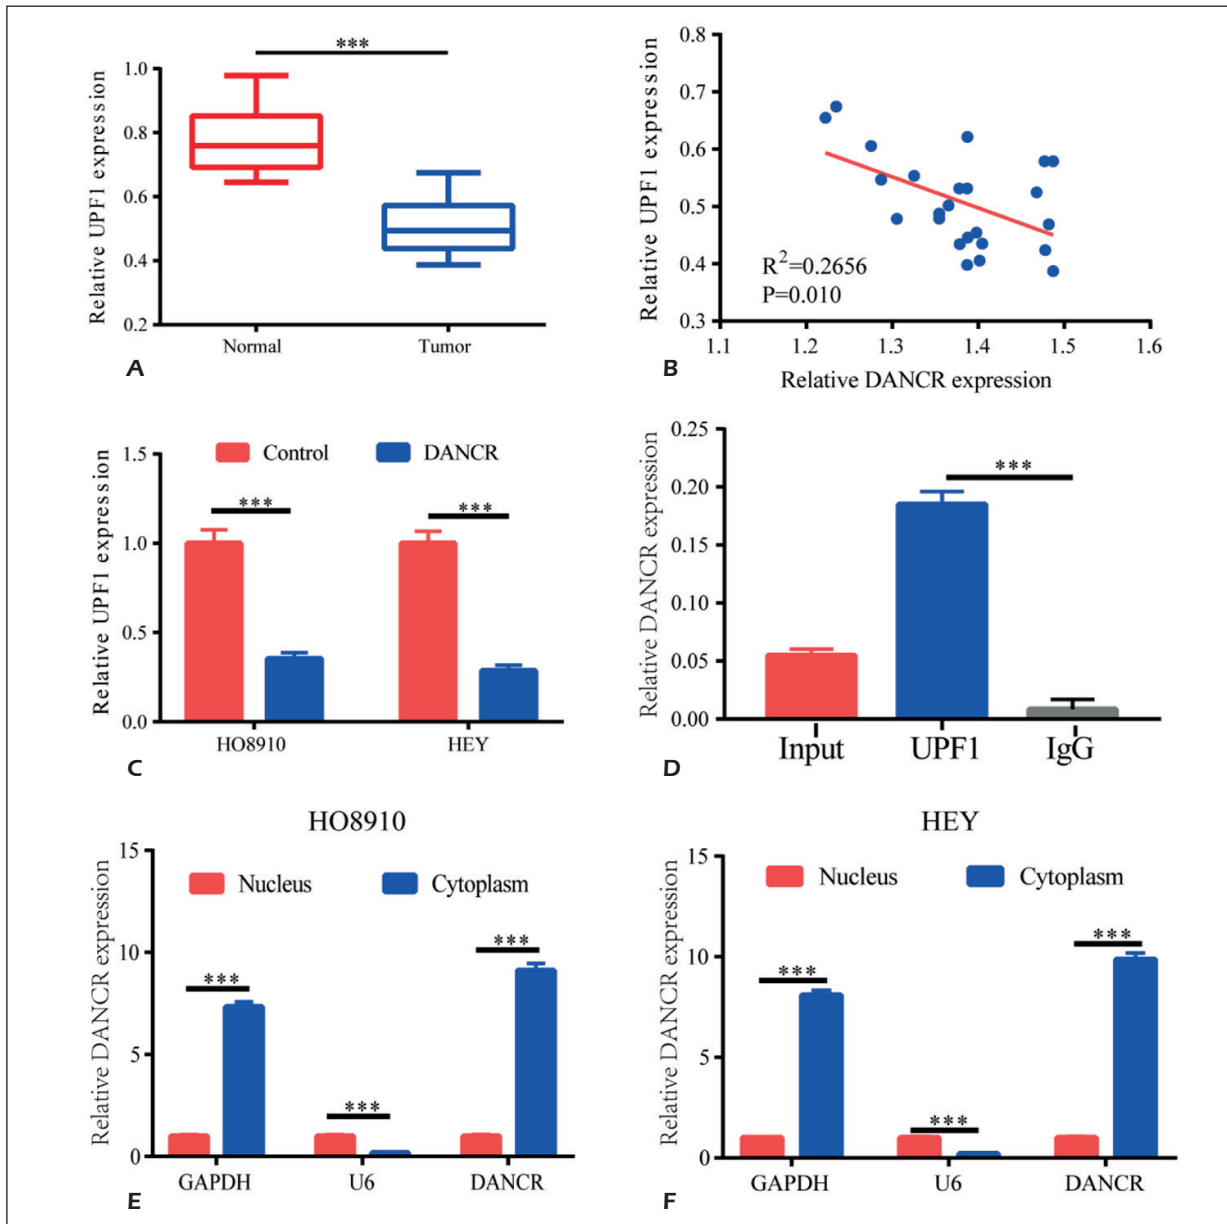 ***
Relative UPF1 expression
1.0
0.8
0.6
0.4
0.2
Normal Tumor
A
Relative UPF1 expression
0.8
0.7
0.6
0.5
0.4
0.3
R²=0.2656
P=0.010
1.1 1.2 1.3 1.4 1.5 1.6
Relative DANCR expression
B
Relative UPF1 expression
1.5
1.0
0.5
0.0
Control DANCR
*** ***
HO8910 HEY
C
Relative DANCR expression
0.25
0.20
0.15
0.10
0.05
0.00
***
Input UPF1 IgG
D
HO8910
Relative DANCR expression
15
10
5
0
Nucleus Cytoplasm
*** *** ***
GAPDH U6 DANCR
E
HEY
Relative DANCR expression
15
10
5
0
Nucleus Cytoplasm
*** *** ***
GAPDH U6 DANCR
F